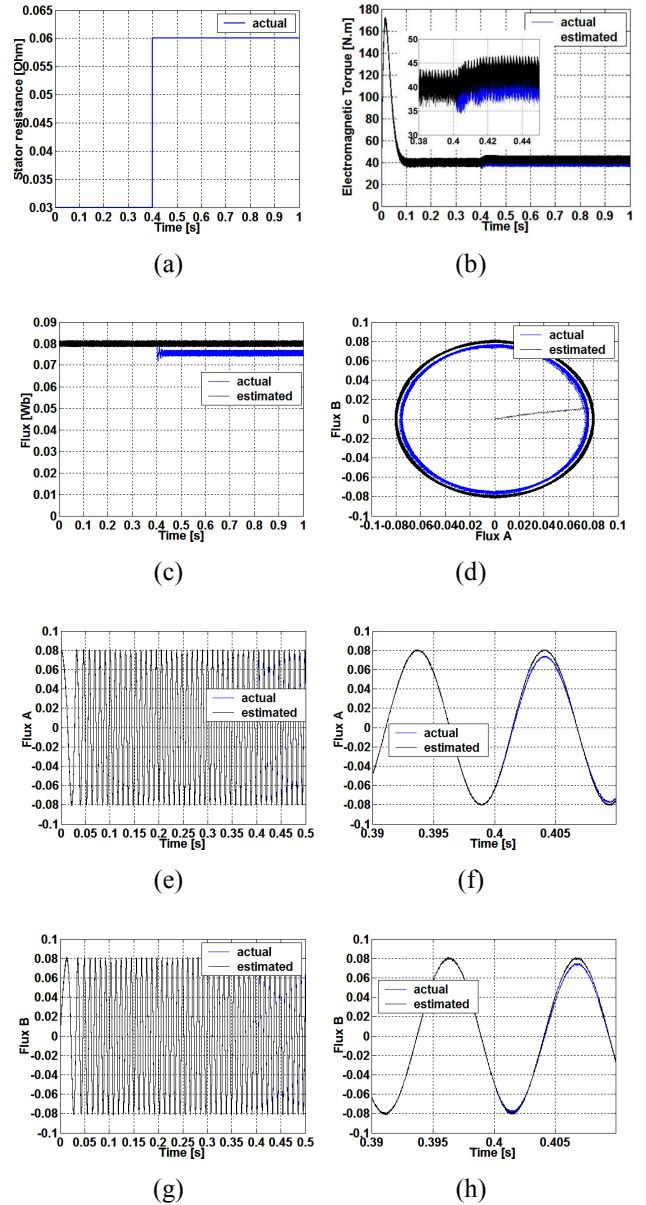 actual
Stator resistance [Ohm]
0.06
0.055
0.05
0.045
0.04
0.035
0.03
0 0.1 0.2 0.3 0.4 0.5 0.6 0.7 0.8 0.9 1
Time [s]
(a)
actual
estimated
Electromagnetic Torque [N.m]
180
160
140
120
100
80
60
40
20
0
50
45
40
35
30
0.38 0.4 0.42 0.44
0 0.1 0.2 0.3 0.4 0.5 0.6 0.7 0.8 0.9 1
Time [s]
(b)
actual
estimated
Flux [Wb]
0.09
0.08
0.07
0.06
0.05
0.04
0.03
0.02
0.01
0
0 0.1 0.2 0.3 0.4 0.5 0.6 0.7 0.8 0.9 1
Time [s]
(c)
actual
estimated
Flux B
0.1
0.08
0.06
0.04
0.02
0
-0.02
-0.04
-0.06
-0.08
-0.1
-0.1-0.08-0.06-0.04-0.02 0 0.020.040.060.08 0.1
Flux A
(d)
actual
estimated
Flux A
0.1
0.08
0.06
0.04
0.02
0
-0.02
-0.04
-0.06
-0.08
-0.1
0 0.05 0.1 0.15 0.2 0.25 0.3 0.35 0.4 0.45 0.5
Time [s]
(e)
actual
estimated
Flux A
0.1
0.08
0.06
0.04
0.02
0
-0.02
-0.04
-0.06
-0.08
-0.1
0.39 0.395 0.4 0.405
Time [s]
(f)
actual
estimated
Flux B
0.1
0.08
0.06
0.04
0.02
0
-0.02
-0.04
-0.06
-0.08
-0.1
0 0.05 0.1 0.15 0.2 0.25 0.3 0.35 0.4 0.45 0.5
Time [s]
(g)
actual
estimated
Flux B
0.1
0.08
0.06
0.04
0.02
0
-0.02
-0.04
-0.06
-0.08
-0.1
0.39 0.395 0.4 0.405
Time [s]
(h)